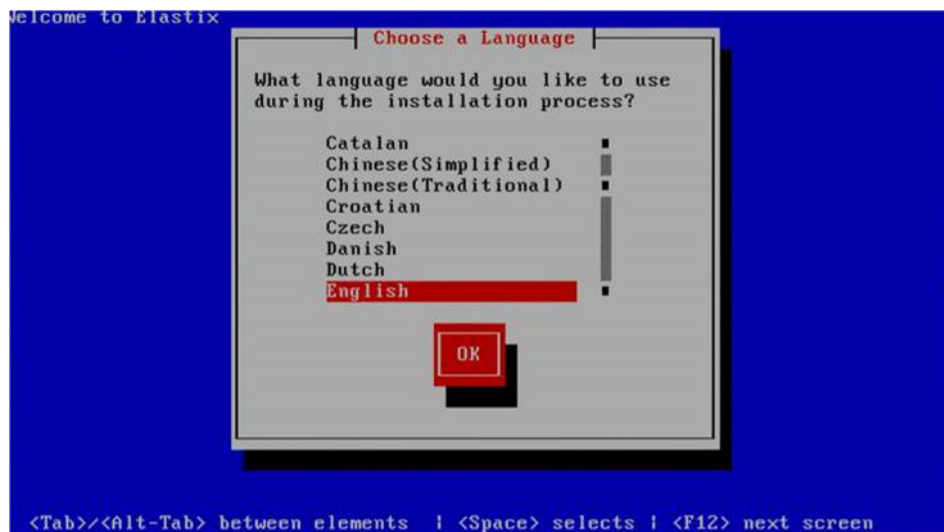 Welcome to Elastix
Choose a Language
What language would you like to use
during the installation process?
Catalan
Chinese(Simplified)
Chinese(Traditional)
Croatian
Czech
Danish
Dutch
English
OK
<Tab>/<Alt-Tab> between elements | <Space> selects | <F12> next screen